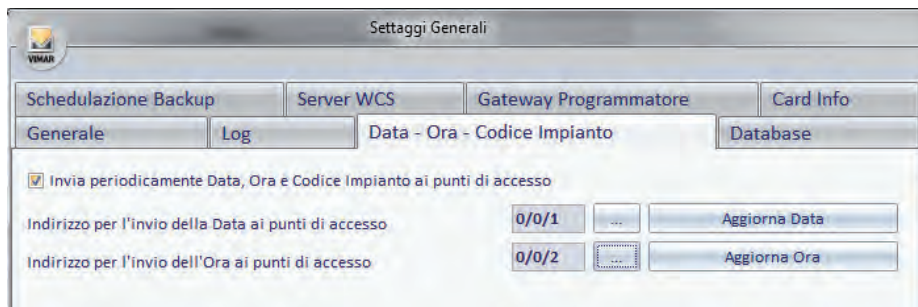 Settaggi Generali
VIMAR
Schedulazione Backup Server WCS Gateway Programmatore Card Info
Generale Log Data - Ora - Codice Impianto Database
Invia periodicamente Data, Ora e Codice Impianto ai punti di accesso
Indirizzo per l'invio della Data ai punti di accesso 0/0/1 ... Aggiorna Data
Indirizzo per l'invio dell'Ora ai punti di accesso 0/0/2 ... Aggiorna Ora